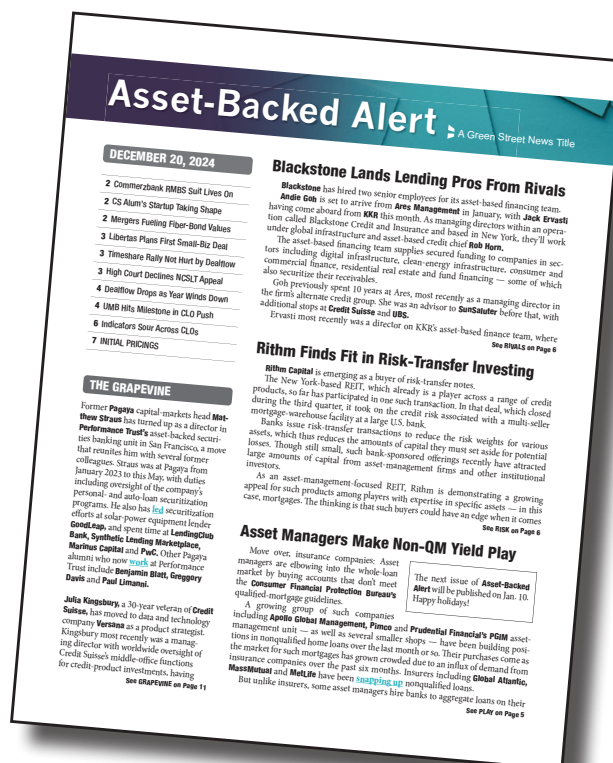 Asset-Backed Alert
A Green Street News Title
DECEMBER 20, 2024
2 Commerzbank RMBS Suit Lives On
2 CS Alum's Startup Taking Shape
2 Mergers Fueling Fiber-Bond Values
3 Libertas Plans First Small-Biz Deal
3 Timeshare Rally Not Hurt by Dealflow
3 High Court Declines NCSLT Appeal
4 Dealflow Drops as Year Winds Down
4 UMB Hits Milestone in CLO Push
6 Indicators Sour Across CLOs
7 INITIAL PRICINGS
THE GRAPEVINE
Former Pagaya capital-markets head Mat-
thew Straus has turned up as a director in
Performance Trust's asset-backed securi-
ties banking unit in San Francisco, a move
that reunites him with several former
colleagues. Straus was at Pagaya from
January 2023 to this May, with duties
including oversight of the company's
personal- and auto-loan securitization
programs. He also has led securitization
efforts at solar-power equipment lender
GoodLeap, and spent time at LendingClub
Bank, Synthetic Lending Marketplace,
Marinus Capital and PwC. Other Pagaya
alumni who now work at Performance
Trust include Benjamin Blatt, Greggory
Davis and Paul Limanni.
Julia Kingsbury, a 30-year veteran of Credit
Suisse, has moved to data and technology
company Versana as a product strategist.
Kingsbury most recently was a manag-
ing director with worldwide oversight of
Credit Suisse's middle-office functions
for credit-product investments, having
See GRAPEVINE on Page 11
Blackstone Lands Lending Pros From Rivals
Blackstone has hired two senior employees for its asset-based financing team.
Andie Goh is set to arrive from Ares Management in January, with Jack Ervasti
having come aboard from KKR this month. As managing directors within an opera-
tion called Blackstone Credit and Insurance and based in New York, they'll work
under global infrastructure and asset-based credit chief Rob Horn.
The asset-based financing team supplies secured funding to companies in sec-
tors including digital infrastructure, clean-energy infrastructure, consumer and
commercial finance, residential real estate and fund financing — some of which
also securitize their receivables.
Goh previously spent 10 years at Ares, most recently as a managing director in
the firm's alternate credit group. She was an advisor to SunSaluter before that, with
additional stops at Credit Suisse and UBS.
Ervasti most recently was a director on KKR's asset-based finance team, where
See RIVALS on Page 6
Rithm Finds Fit in Risk-Transfer Investing
Rithm Capital is emerging as a buyer of risk-transfer notes.
The New York-based REIT, which already is a player across a range of credit
products, so far has participated in one such transaction. In that deal, which closed
during the third quarter, it took on the credit risk associated with a multi-seller
mortgage-warehouse facility at a large U.S. bank.
Banks issue risk-transfer transactions to reduce the risk weights for various
assets, which thus reduces the amounts of capital they must set aside for potential
losses. Though still small, such bank-sponsored offerings recently have attracted
large amounts of capital from asset-management firms and other institutional
investors.
As an asset-management-focused REIT, Rithm is demonstrating a growing
appeal for such products among players with expertise in specific assets — in this
case, mortgages. The thinking is that such buyers could have an edge when it comes
See RISK on Page 6
Asset Managers Make Non-QM Yield Play
Move over, insurance companies: Asset
managers are elbowing into the whole-loan
market by buying accounts that don't meet
the Consumer Financial Protection Bureau's
qualified-mortgage guidelines.
The next issue of Asset-Backed
Alert will be published on Jan. 10.
Happy holidays!
A growing group of such companies
including Apollo Global Management, Pimco and Prudential Financial's PGIM asset-
management unit — as well as several smaller shops — have been building posi-
tions in nonqualified home loans over the last month or so. Their purchases come as
the market for such mortgages has grown crowded due to an influx of demand from
insurance companies over the past six months. Insurers including Global Atlantic,
MassMutual and MetLife have been snapping up nonqualified loans.
But unlike insurers, some asset managers hire banks to aggregate loans on their
See PLAY on Page 5